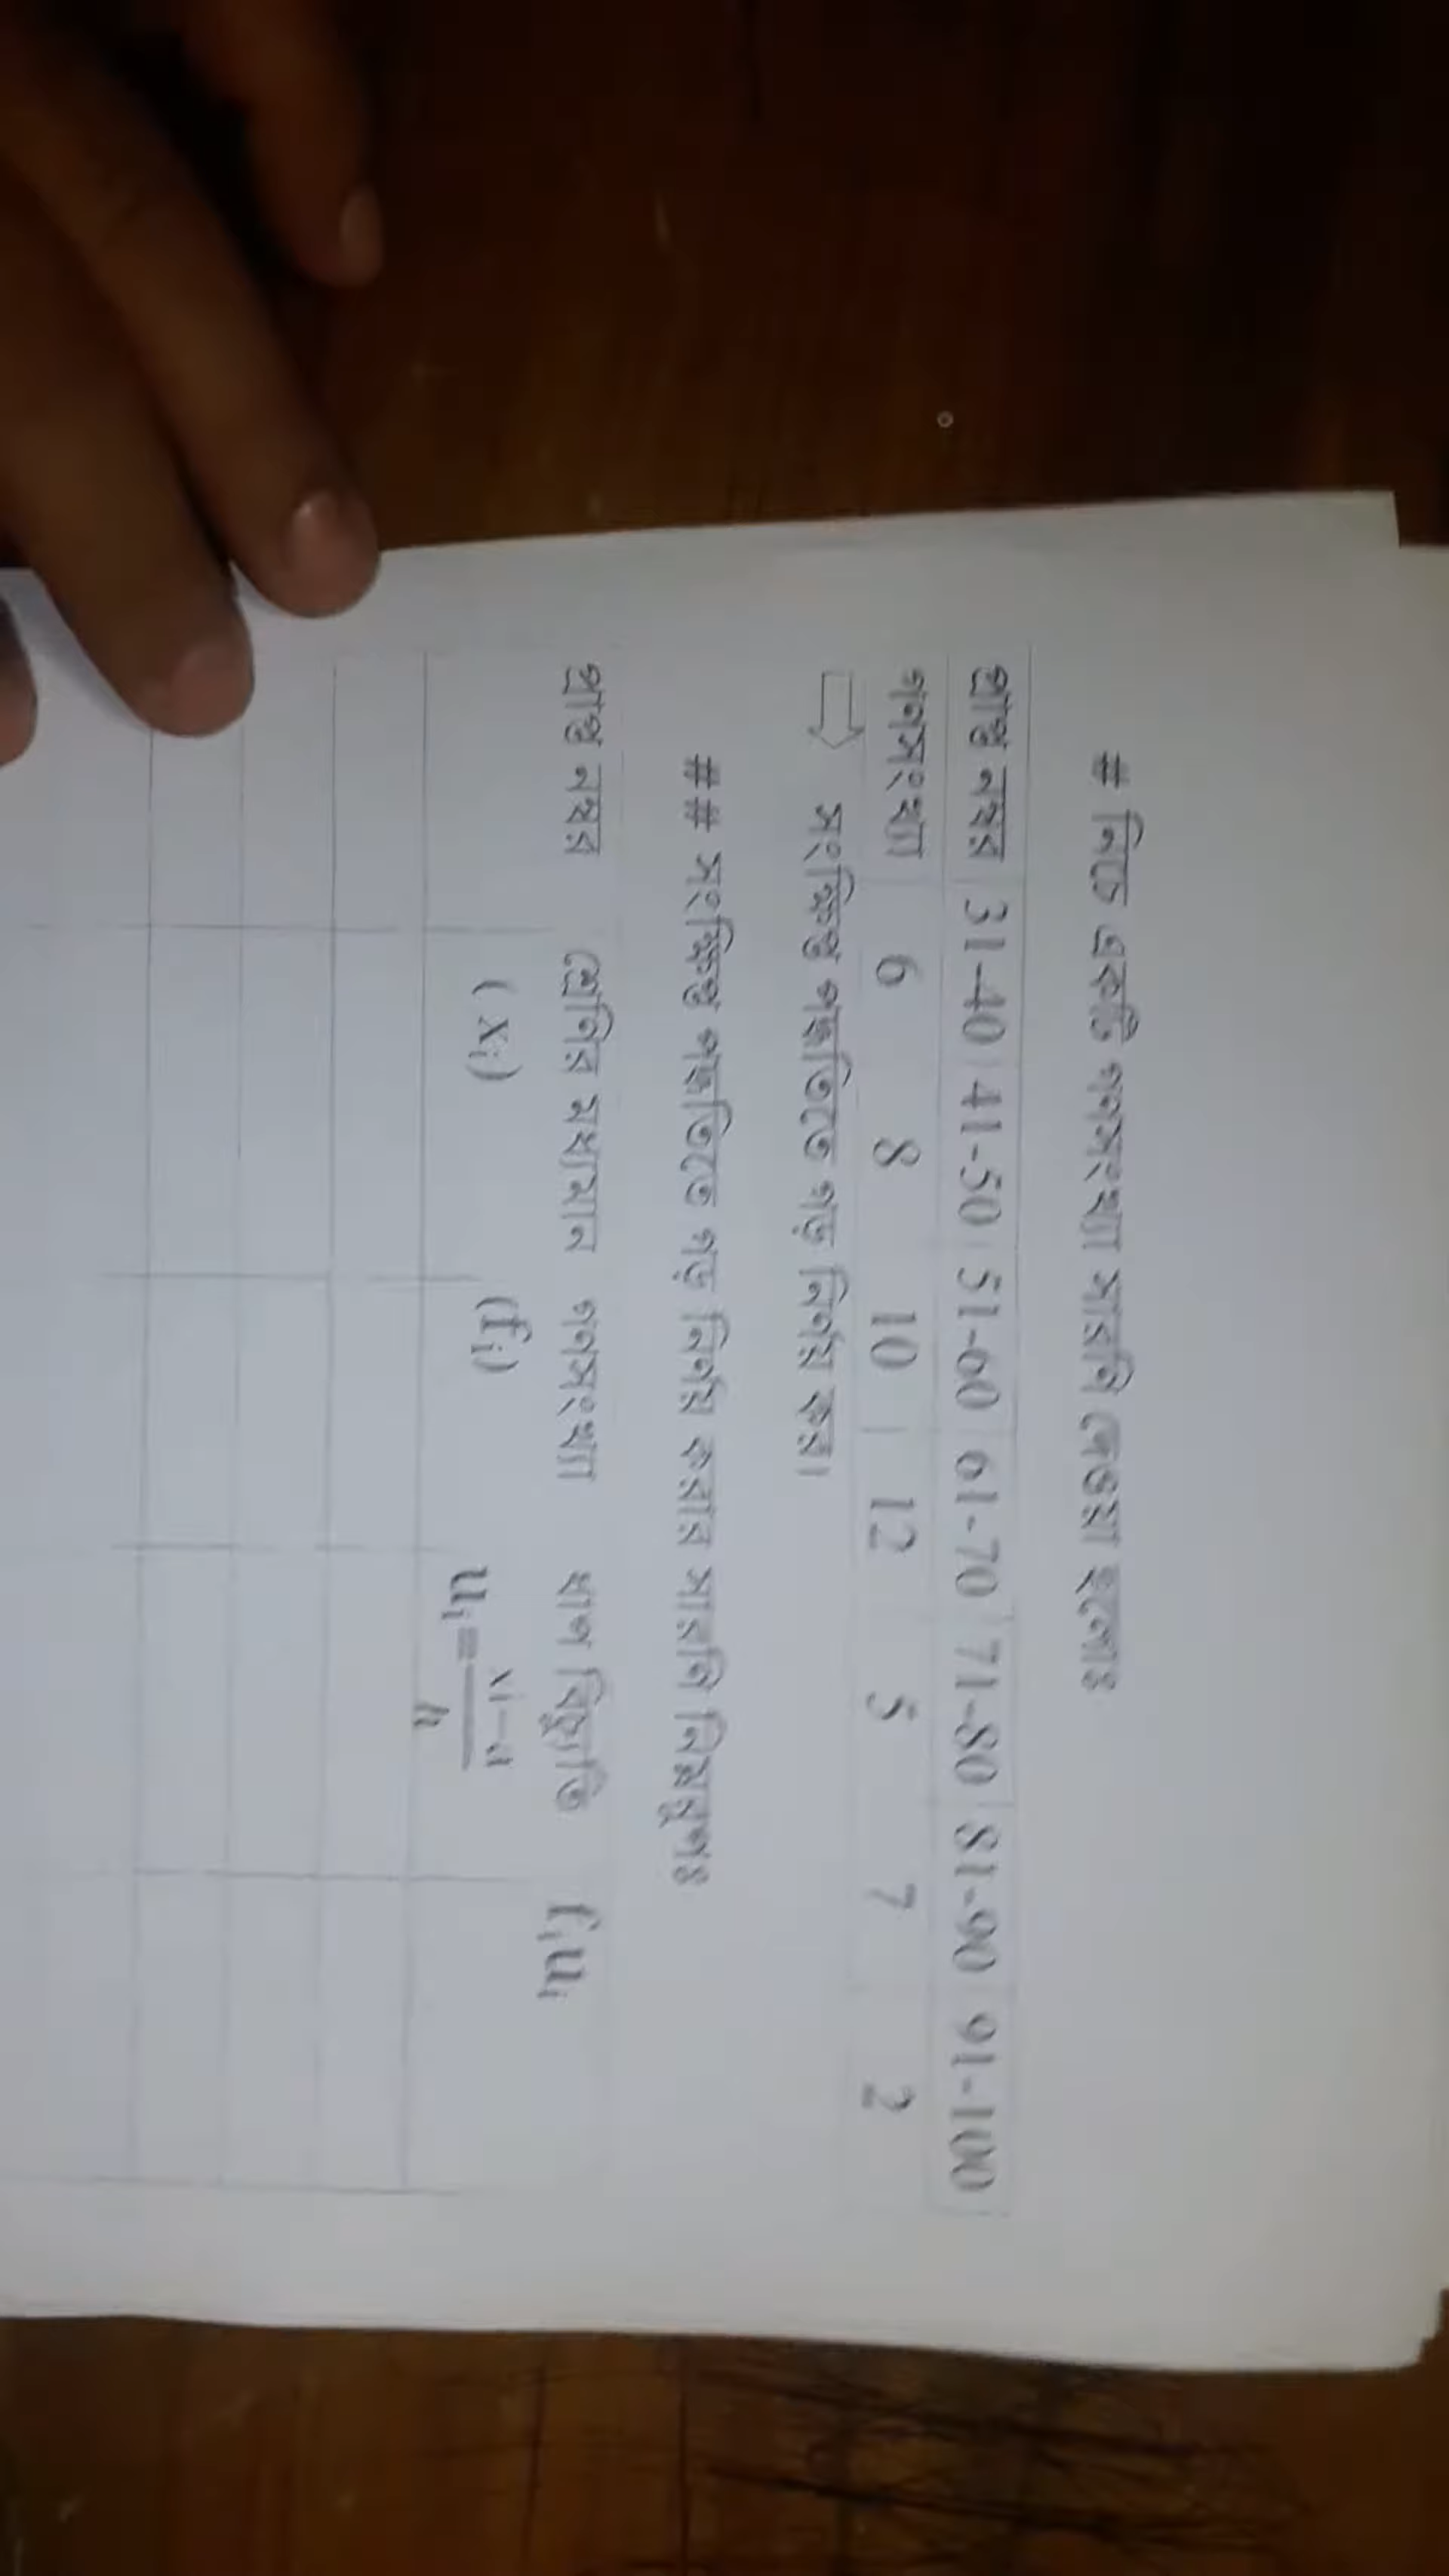 # নিচে একটি গণসংখ্যা সারণি দেওয়া হলোঃ
প্রাপ্ত নম্বর 31-40 41-50 51-60 61-70 71-80 81-90 91-100
গণসংখ্যা 6 8 10 12 5 7 2
সংক্ষিপ্ত পদ্ধতিতে গড় নির্ণয় কর।
## সংক্ষিপ্ত পদ্ধতিতে গড় নির্ণয় করার সারণি নিম্নরূপঃ
প্রাপ্ত নম্বর শ্রেণির মধ্যমান গণসংখ্যা ধাপ বিচ্যুতি fᵢuᵢ
(xᵢ) (fᵢ) uᵢ = xᵢ-a / h